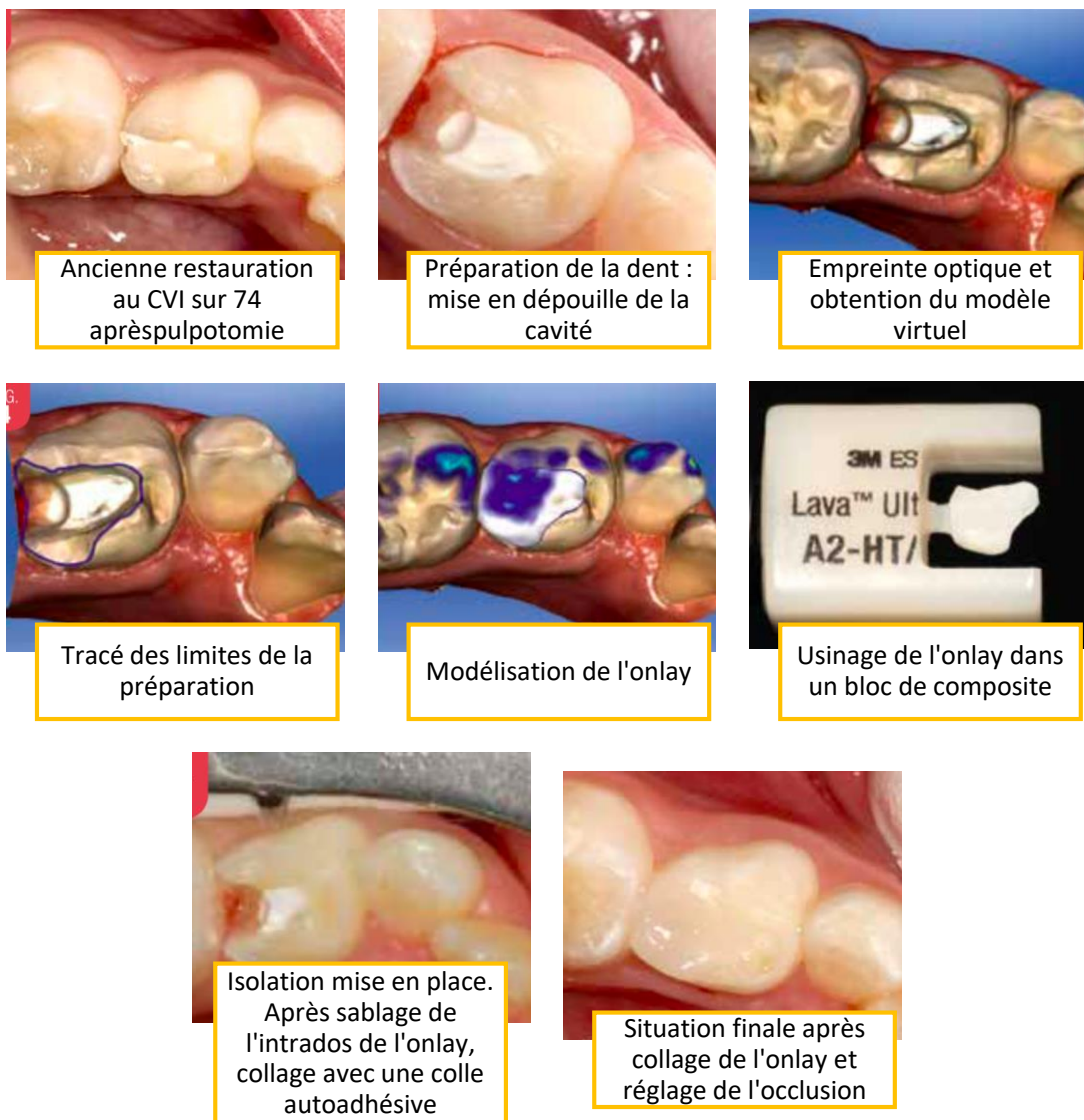 Ancienne restauration
au CVI sur 74
aprèspulpotomie
Préparation de la dent :
mise en dépouille de la
cavité
Empreinte optique et
obtention du modèle
virtuel
Tracé des limites de la
préparation
Modélisation de l'onlay
3M ES
Lava™ Ult
A2-HT/
Usinage de l'onlay dans
un bloc de composite
Isolation mise en place.
Après sablage de
l'intrados de l'onlay,
collage avec une colle
autoadhésive
Situation finale après
collage de l'onlay et
réglage de l'occlusion